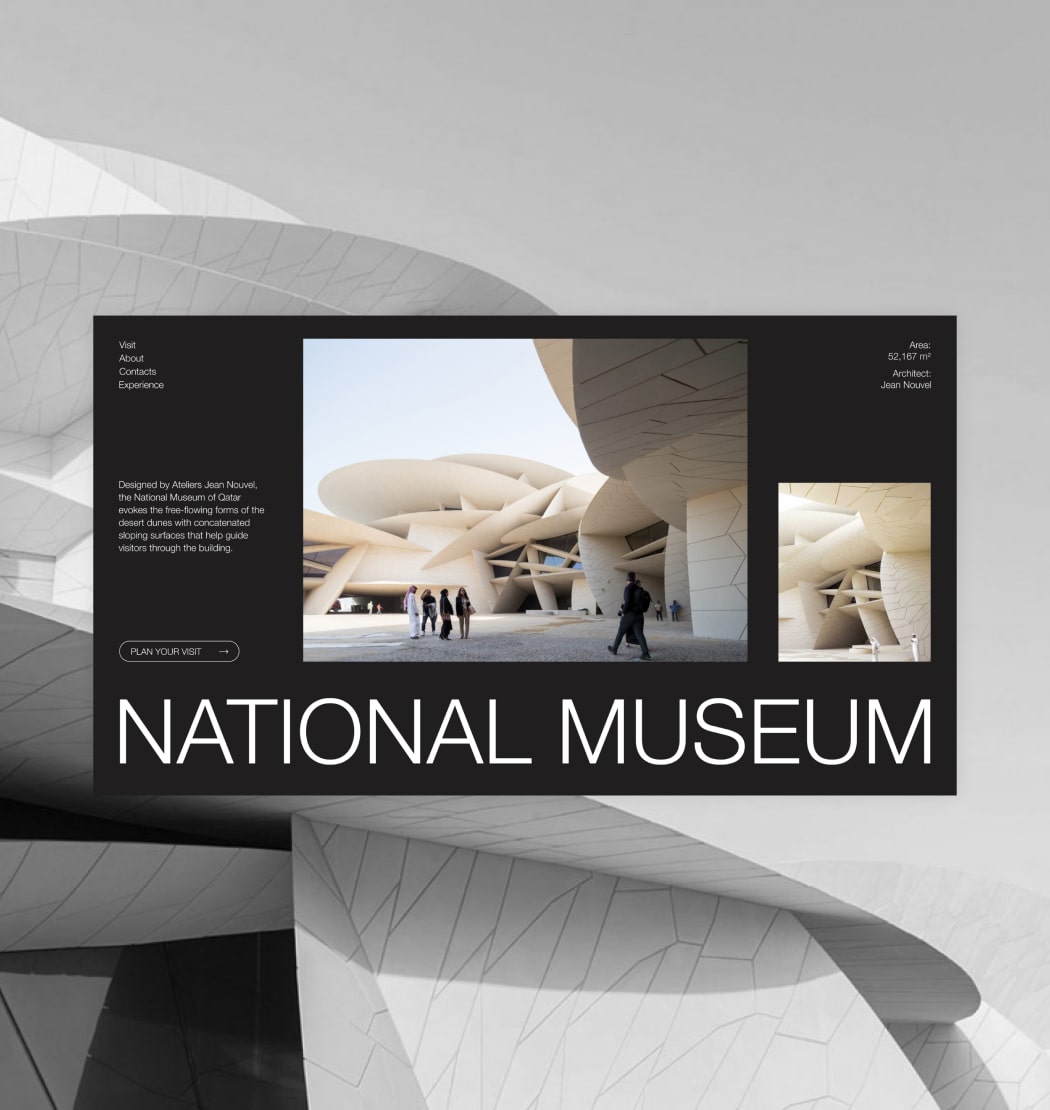 Visit
About
Contacts
Experience
Area:
52,167 m²
Architect:
Jean Nouvel
Designed by Ateliers Jean Nouvel,
the National Museum of Qatar
evokes the free-flowing forms of the
desert dunes with concatenated
sloping surfaces that help guide
visitors through the building.
PLAN YOUR VISIT →
NATIONAL MUSEUM